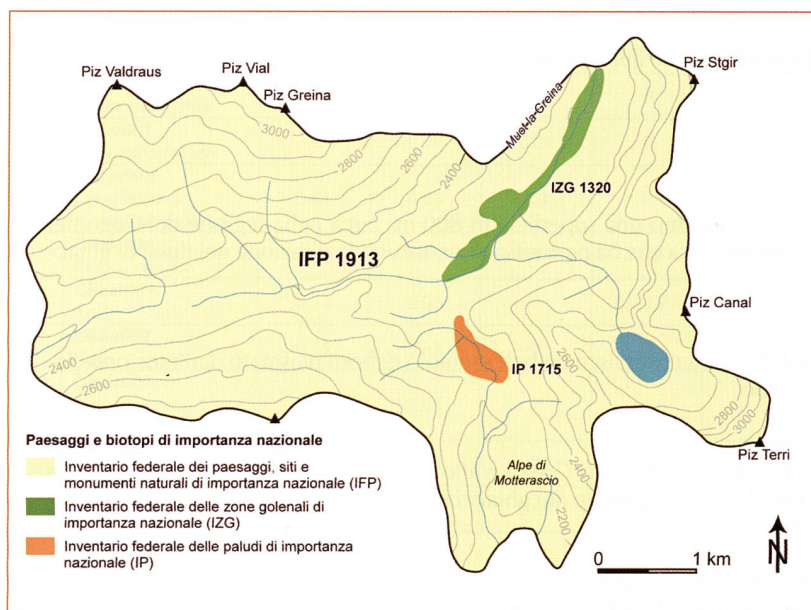 Piz Valdraus
Piz Vial
Piz Greina
Piz Stgir
Muot la Greina
3000
2800
2600
2400
IZG 1320
IFP 1913
Piz Canal
IP 1715
2600
2400
2600
2800
3000
Piz Terri
Alpe di
Motterascio
2400
2200
Paesaggi e biotopi di importanza nazionale
Inventario federale dei paesaggi, siti e
monumenti naturali di importanza nazionale (IFP)
Inventario federale delle zone golenali di
importanza nazionale (IZG)
Inventario federale delle paludi di importanza
nazionale (IP)
0 1 km
N